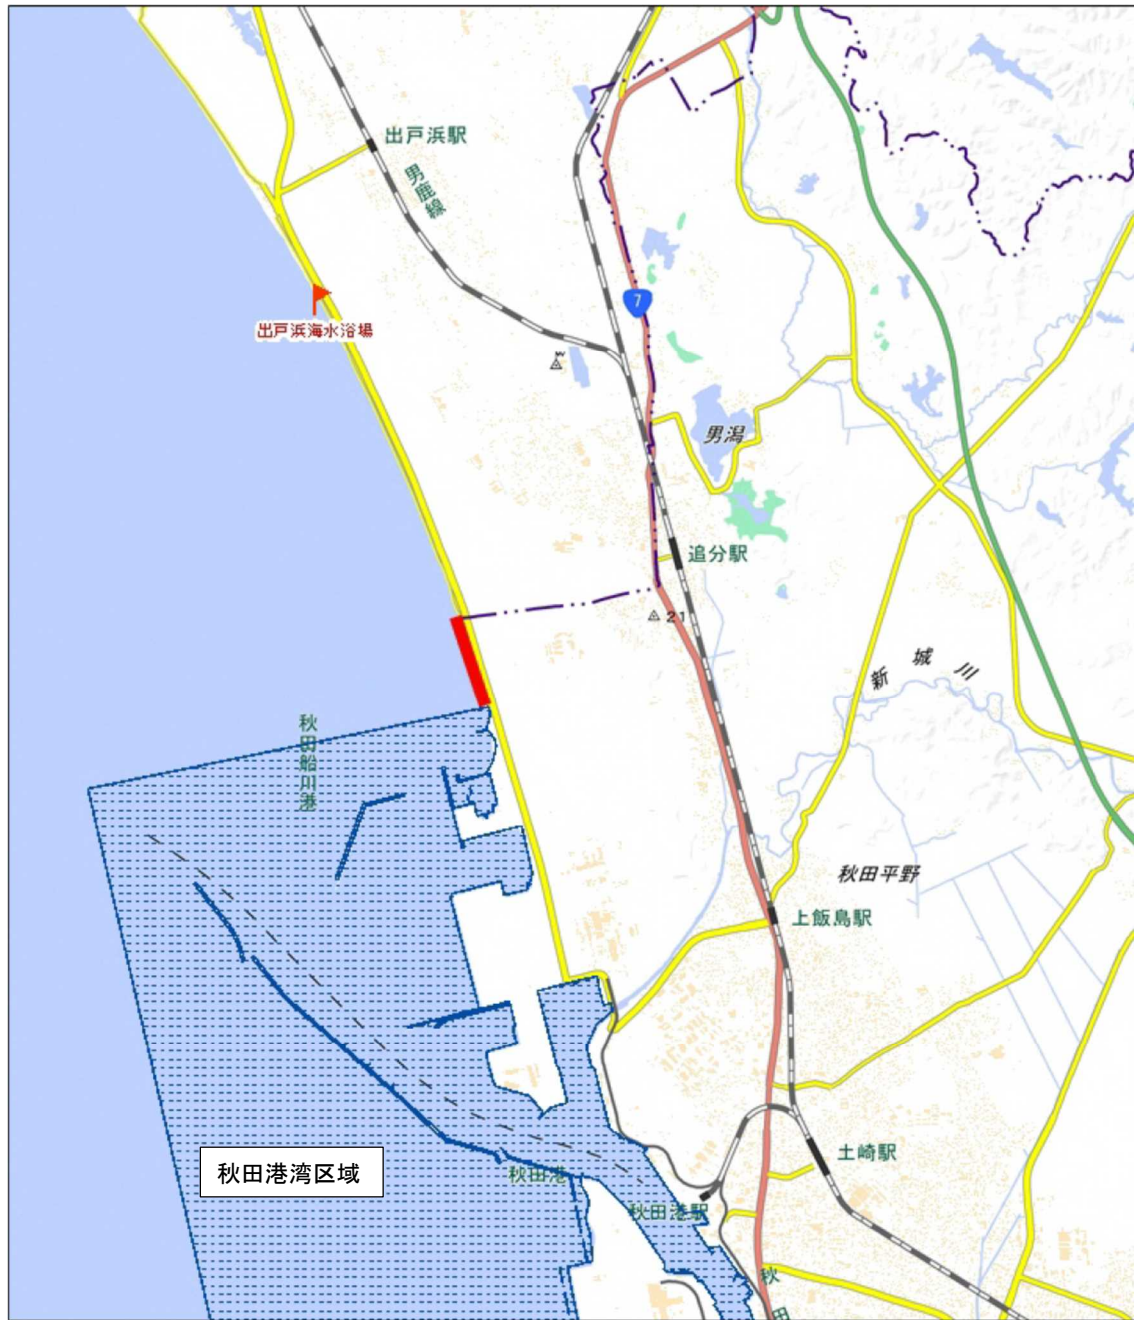 出戸浜駅
男鹿線
7
出戸浜海水浴場
男潟
追分駅
21
新城川
秋田船川港
秋田平野
上飯島駅
土崎駅
秋田港湾区域
秋田港
秋田港駅
秋田